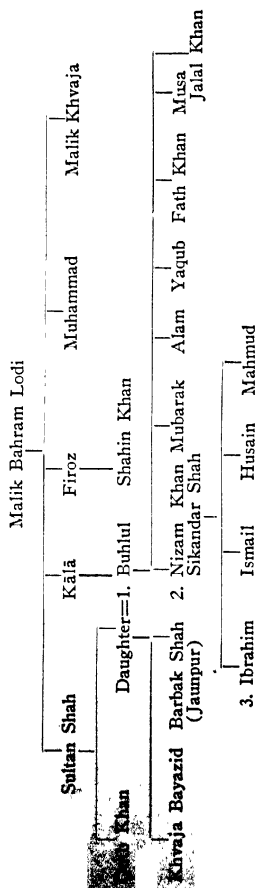 Malik Bahram Lodi
Sultan Shah Kālā Firoz Muhammad Malik Khvaja
Khan Daughter=1. Buhlul Shahin Khan
Khvaja Bayazid Barbak Shah 2. Nizam Khan Mubarak Alam Yaqub Fath Khan Musa Khan
(Jaunpur) Sikandar Shah Jalal
3. Ibrahim Ismail Husain Mahmud